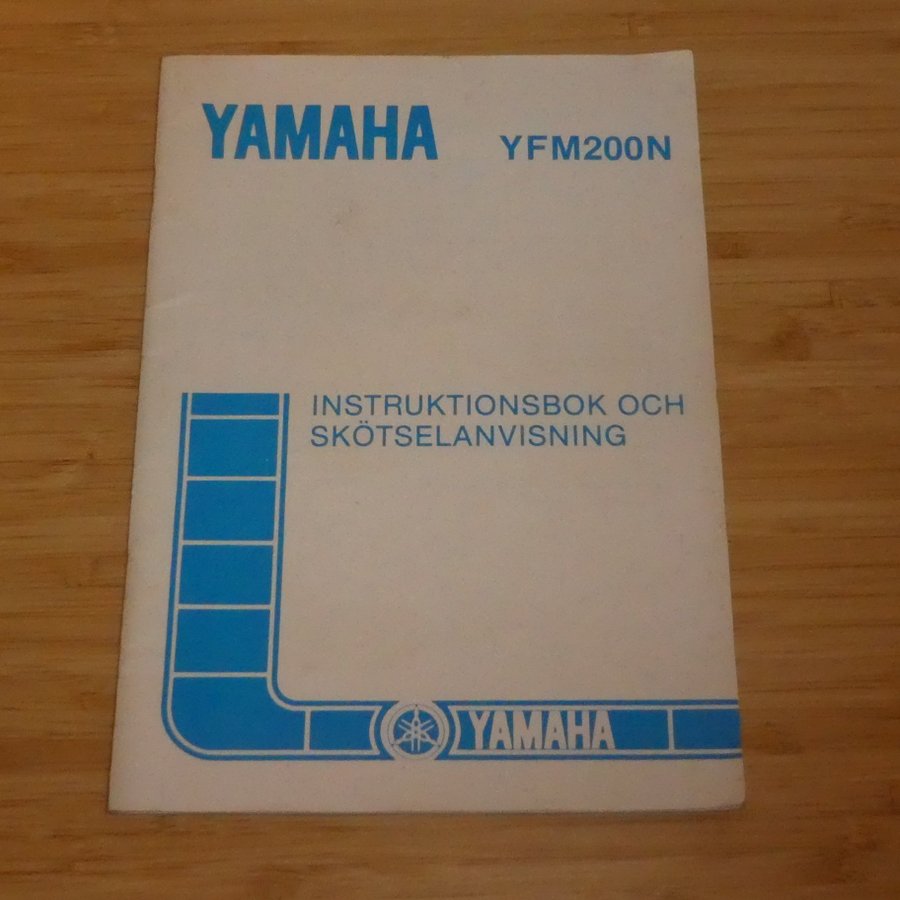 YAMAHA YFM200N
INSTRUKTIONSBOK OCH
SKÖTSELANVISNING
YAMAHA